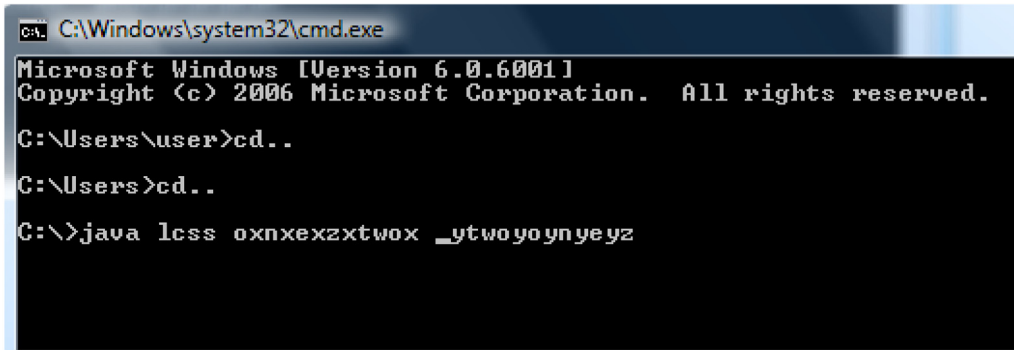 C:\Windows\system32\cmd.exe
Microsoft Windows [Version 6.0.6001]
Copyright (c) 2006 Microsoft Corporation.  All rights reserved.
C:\Users\user>cd..
C:\Users>cd..
C:\>java lcss oxnxexzxtwox _ytwoyoynyeyz